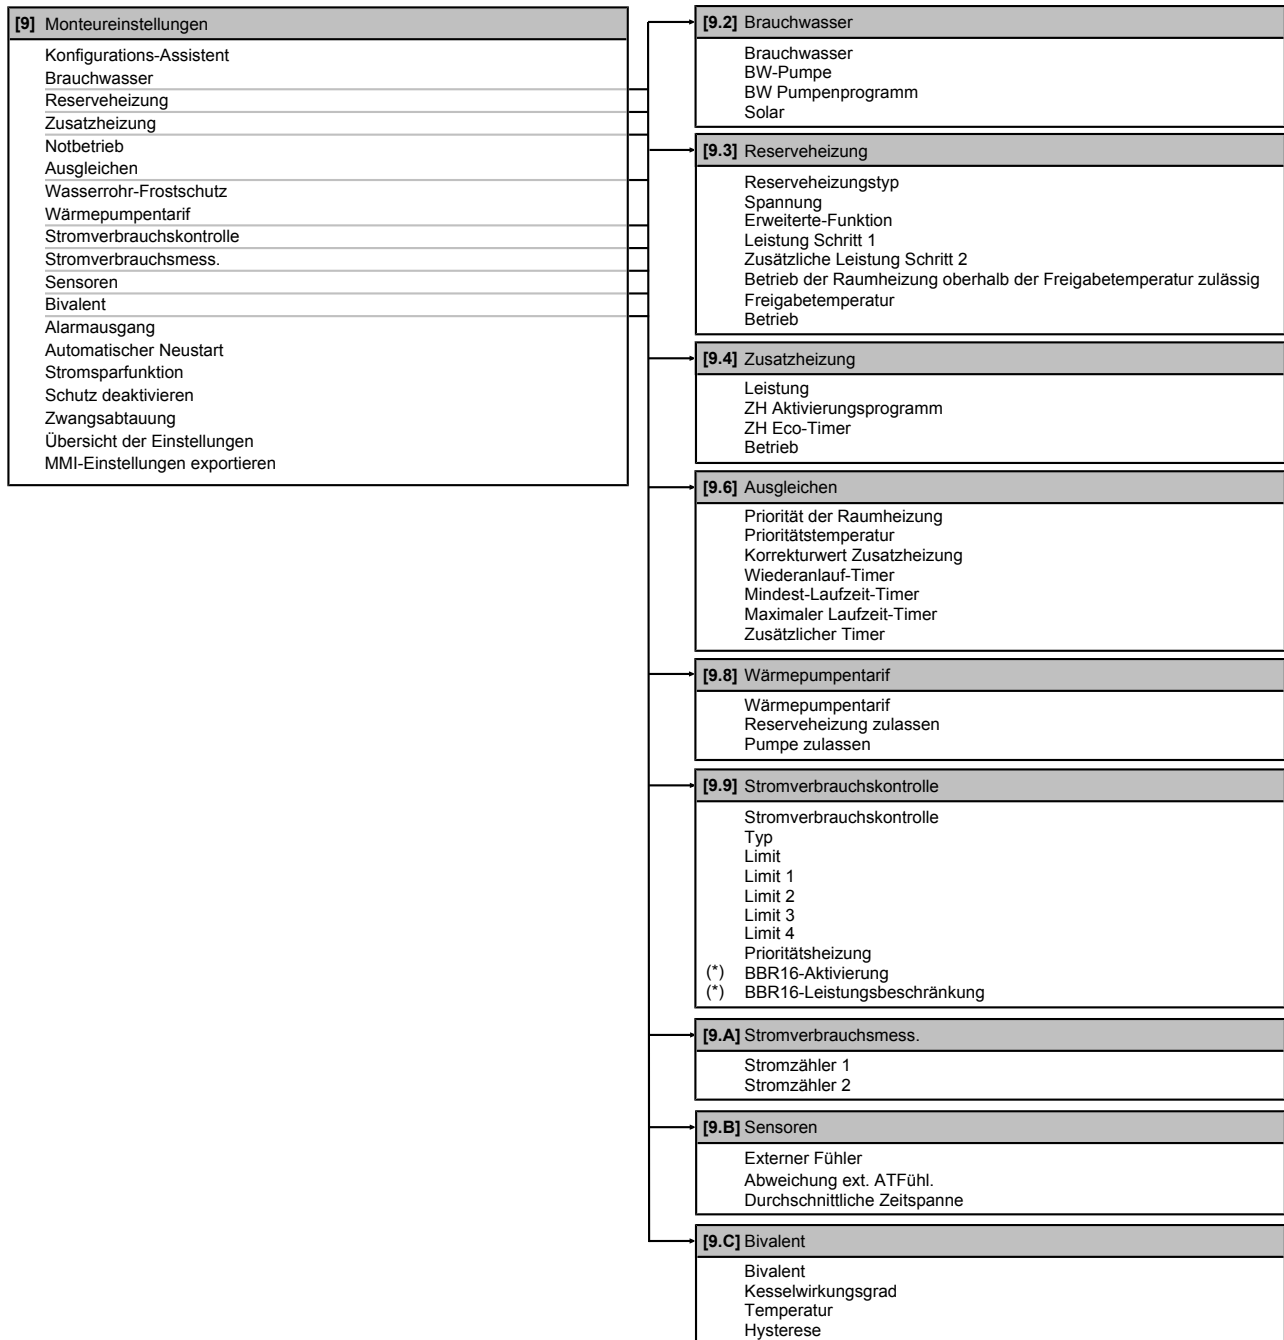 [9] Monteureinstellungen
Konfigurations-Assistent
Brauchwasser
Reserveheizung
Zusatzheizung
Notbetrieb
Ausgleichen
Wasserrohr-Frostschutz
Wärmepumpentarif
Stromverbrauchskontrolle
Stromverbrauchsmess.
Sensoren
Bivalent
Alarmausgang
Automatischer Neustart
Stromsparfunktion
Schutz deaktivieren
Zwangsabtauung
Übersicht der Einstellungen
MMI-Einstellungen exportieren
[9.2] Brauchwasser
Brauchwasser
BW-Pumpe
BW Pumpenprogramm
Solar
[9.3] Reserveheizung
Reserveheizungstyp
Spannung
Erweiterte-Funktion
Leistung Schritt 1
Zusätzliche Leistung Schritt 2
Betrieb der Raumheizung oberhalb der Freigabetemperatur zulässig
Freigabetemperatur
Betrieb
[9.4] Zusatzheizung
Leistung
ZH Aktivierungsprogramm
ZH Eco-Timer
Betrieb
[9.6] Ausgleichen
Priorität der Raumheizung
Prioritätstemperatur
Korrekturwert Zusatzheizung
Wiederanlauf-Timer
Mindest-Laufzeit-Timer
Maximaler Laufzeit-Timer
Zusätzlicher Timer
[9.8] Wärmepumpentarif
Wärmepumpentarif
Reserveheizung zulassen
Pumpe zulassen
[9.9] Stromverbrauchskontrolle
Stromverbrauchskontrolle
Typ
Limit
Limit 1
Limit 2
Limit 3
Limit 4
Prioritätsheizung
(*) BBR16-Aktivierung
(*) BBR16-Leistungsbeschränkung
[9.A] Stromverbrauchsmess.
Stromzähler 1
Stromzähler 2
[9.B] Sensoren
Externer Fühler
Abweichung ext. ATFühl.
Durchschnittliche Zeitspanne
[9.C] Bivalent
Bivalent
Kesselwirkungsgrad
Temperatur
Hysterese